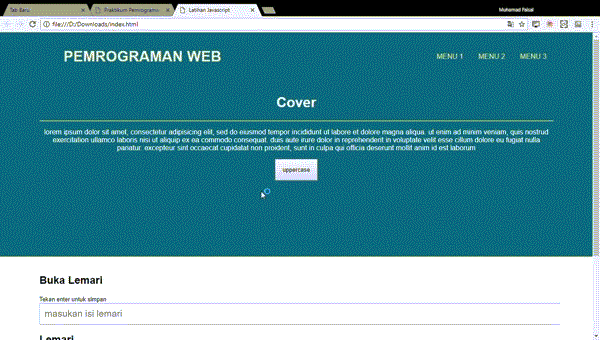 Tab Baru
Praktikum Pemrograma
Latihan Javascript
Muhamad Faisal
file:///D:/Downloads/index.html
PEMROGRAMAN WEB
MENU 1
MENU 2
MENU 3
Cover
lorem ipsum dolor sit amet, consectetur adipisicing elit, sed do eiusmod tempor incididunt ut labore et dolore magna aliqua. ut enim ad minim veniam, quis nostrud
exercitation ullamco laboris nisi ut aliquip ex ea commodo consequat. duis aute irure dolor in reprehenderit in voluptate velit esse cillum dolore eu fugiat nulla
pariatur. excepteur sint occaecat cupidatat non proident, sunt in culpa qui officia deserunt mollit anim id est laborum
uppercase
Buka Lemari
Tekan enter untuk simpan
masukan isi lemari
Lemari